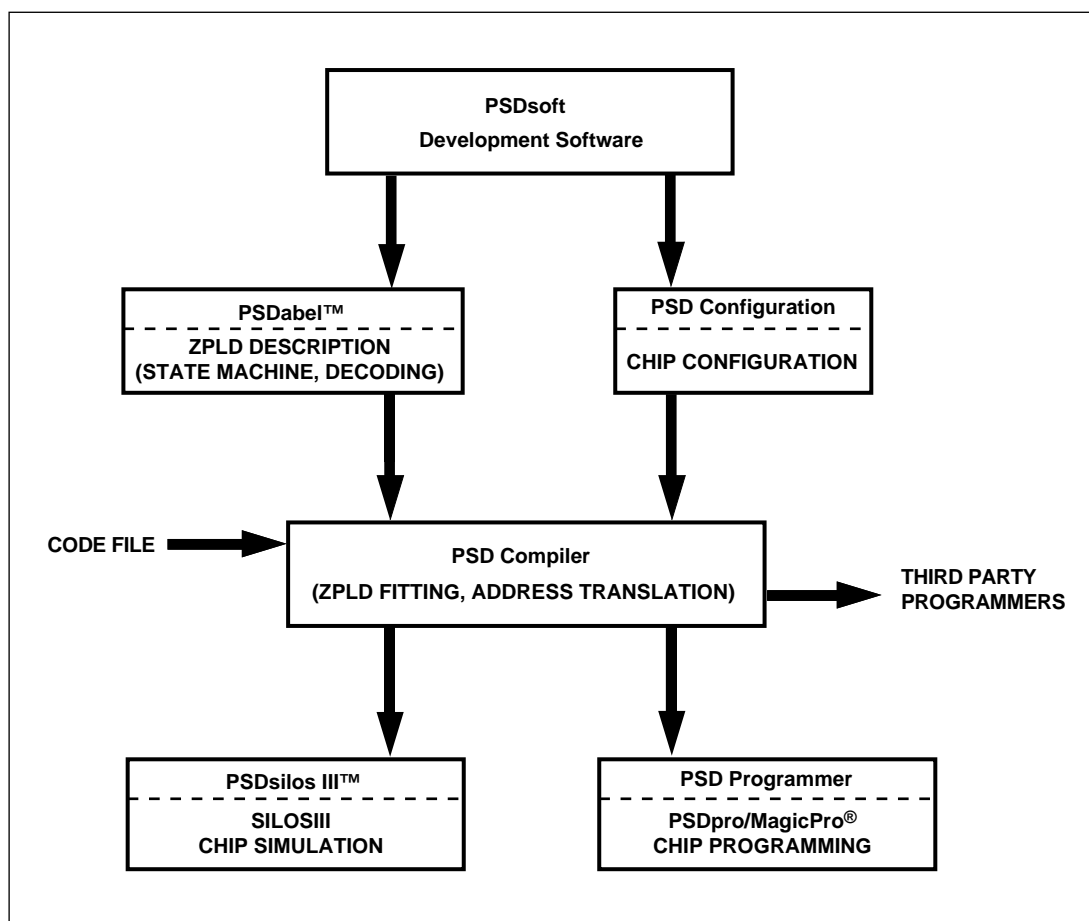 PSDsoft
Development Software
PSDabel™
ZPLD DESCRIPTION
(STATE MACHINE, DECODING)
PSD Configuration
CHIP CONFIGURATION
CODE FILE
PSD Compiler
(ZPLD FITTING, ADDRESS TRANSLATION)
THIRD PARTY
PROGRAMMERS
PSDsilos III™
SILOSIII
CHIP SIMULATION
PSD Programmer
PSDpro/MagicPro®
CHIP PROGRAMMING